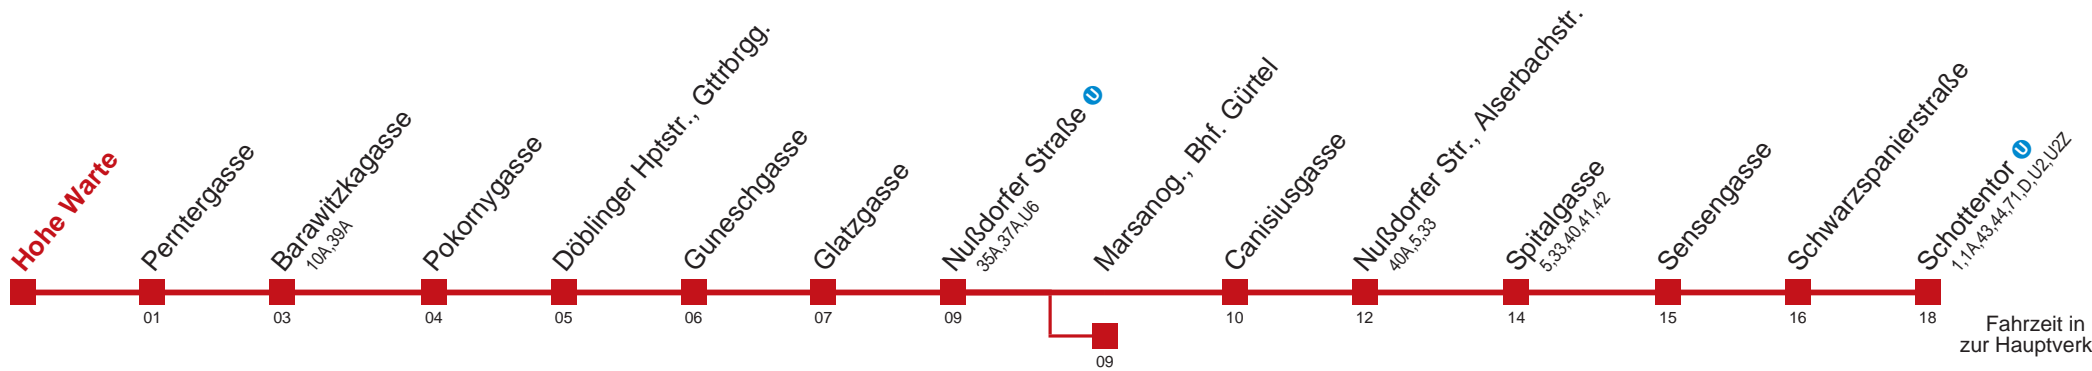 Hohe Warte
Perntergasse
Barawitzkagasse
10A,39A
Pokornygasse
Döblinger Hptstr., Gttrbrgg.
Guneschgasse
Glatzgasse
Nußdorfer Straße U
35A,37A,U6
Marsanog., Bhf. Gürtel
Canisiusgasse
Nußdorfer Str., Alserbachstr.
40A,5,33
Spitalgasse
5,33,40,41,42
Sensengasse
Schwarzspanierstraße
Schottentor U
1,1A,43,44,71,D,U2,U2Z
01
03
04
05
06
07
09
09
10
12
14
15
16
18
Fahrzeit in
zur Hauptverk